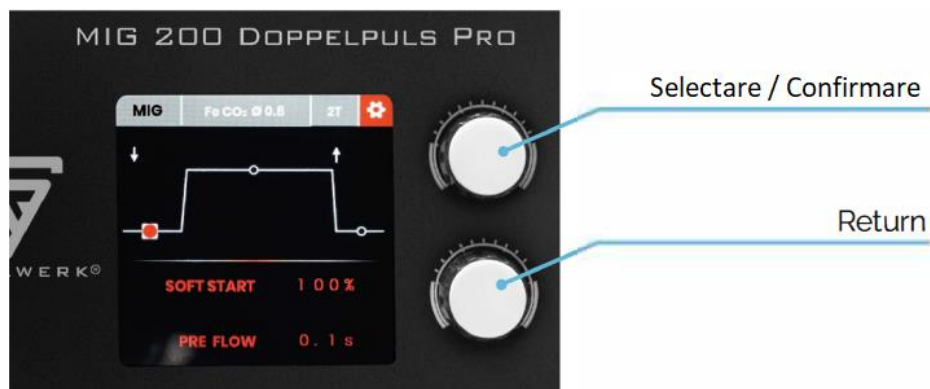 MIG 200 DOPPELPULS PRO
Selectare / Confirmare
MIG
Fe CO₂ Ø 0.8
2T
Return
WERK®
SOFT START 100%
PRE FLOW 0.1s